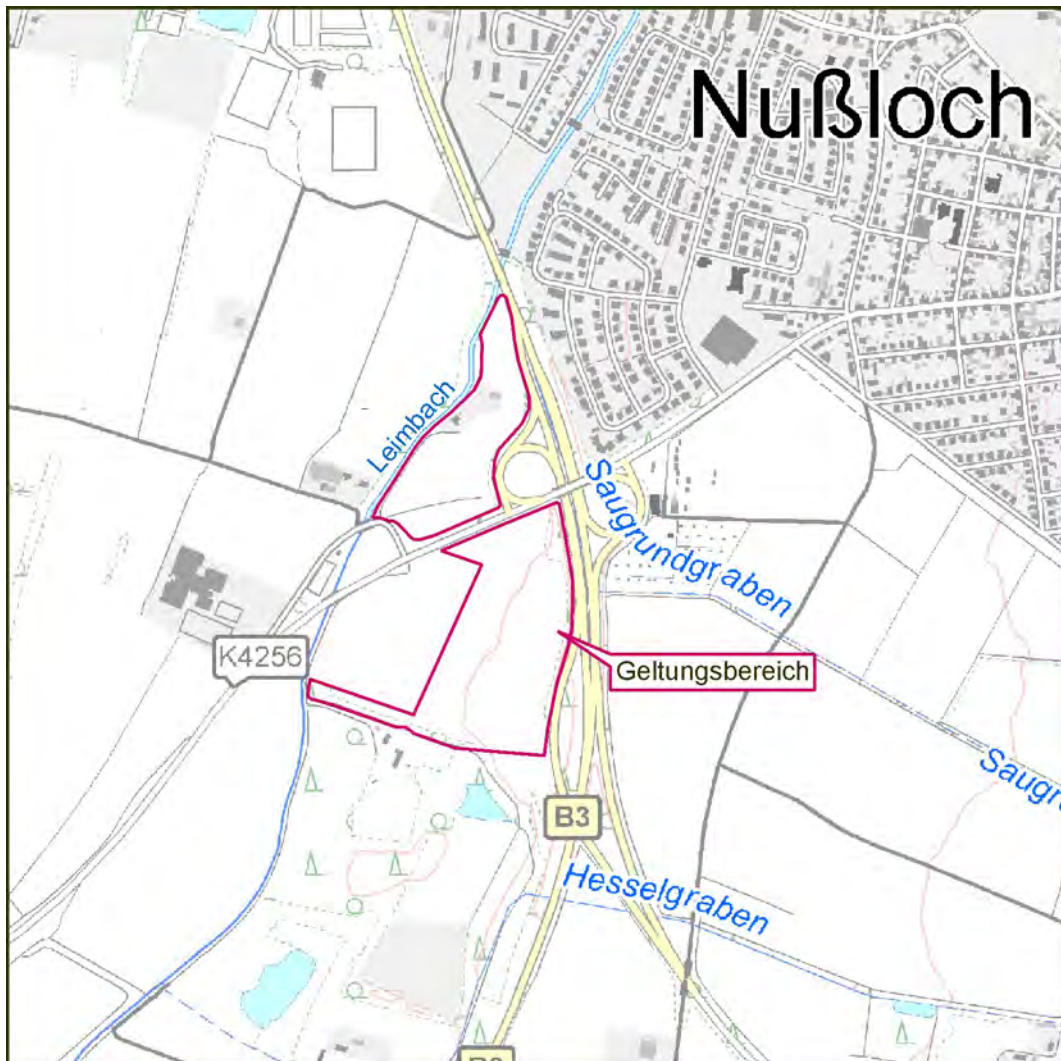 Nußloch
Leimbach
Saugrundgraben
K4256
Geltungsbereich
Saugr
B3
Hesselgraben